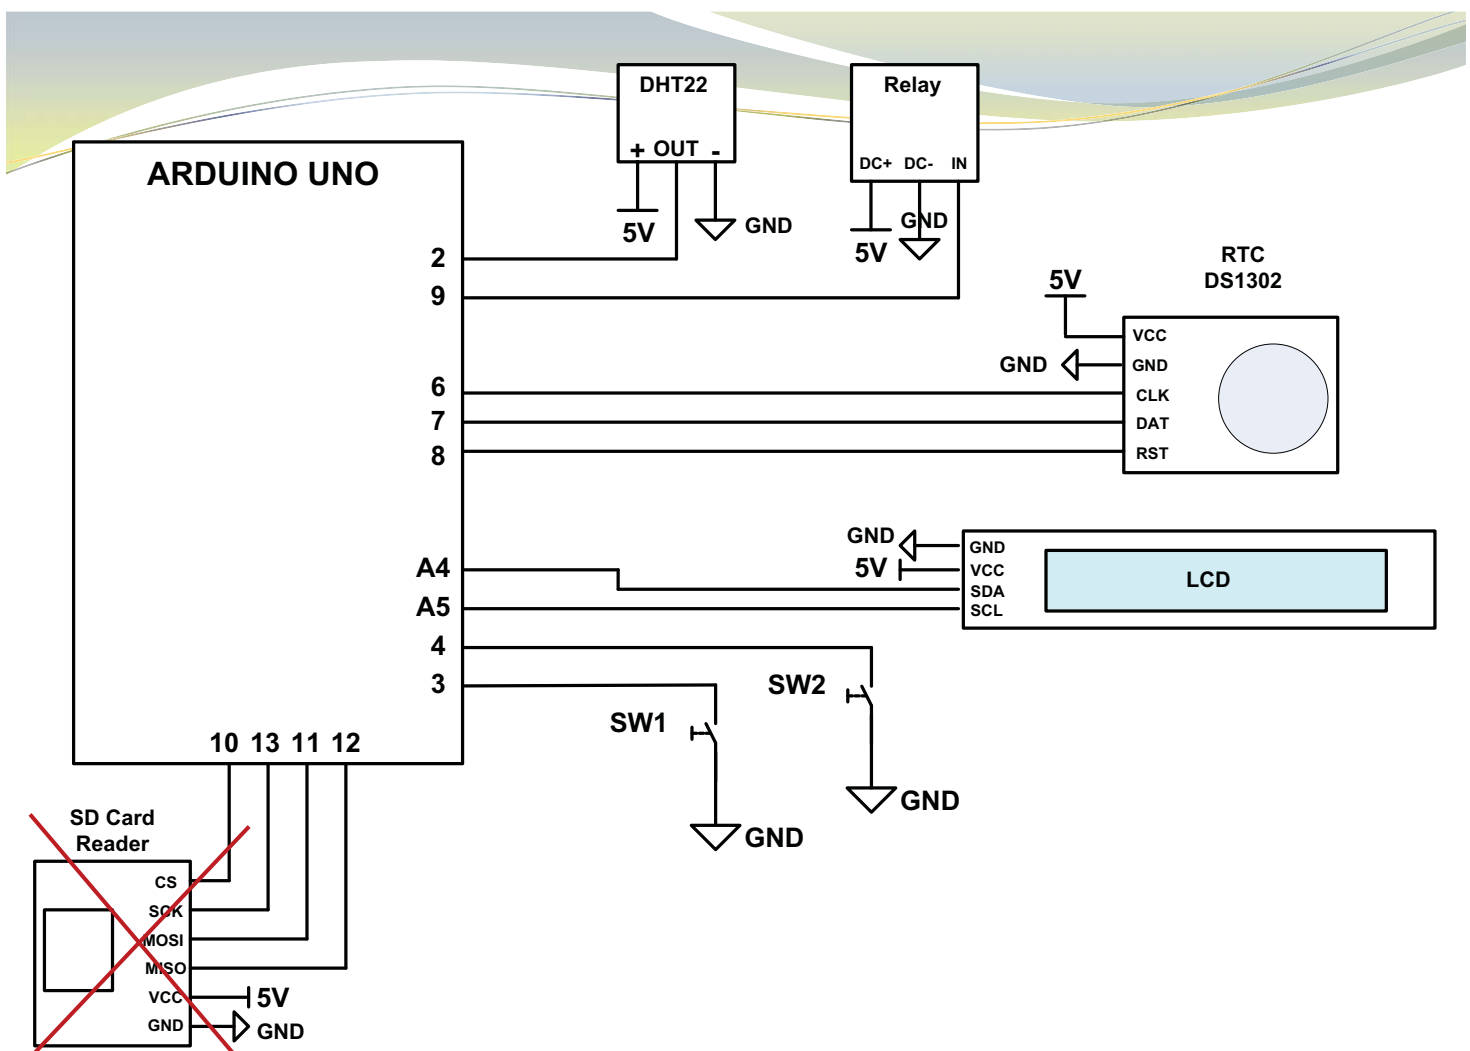 DHT22
+ OUT -
5V
GND
Relay
DC+ DC- IN
5V
GND
ARDUINO UNO
2
9
6
7
8
A4
A5
4
3
10 13 11 12
RTC
DS1302
5V
GND
VCC
GND
CLK
DAT
RST
GND
5V
GND
VCC
SDA
SCL
LCD
SW2
GND
SW1
GND
SD Card
Reader
CS
SCK
MOSI
MISO
VCC
GND
5V
GND